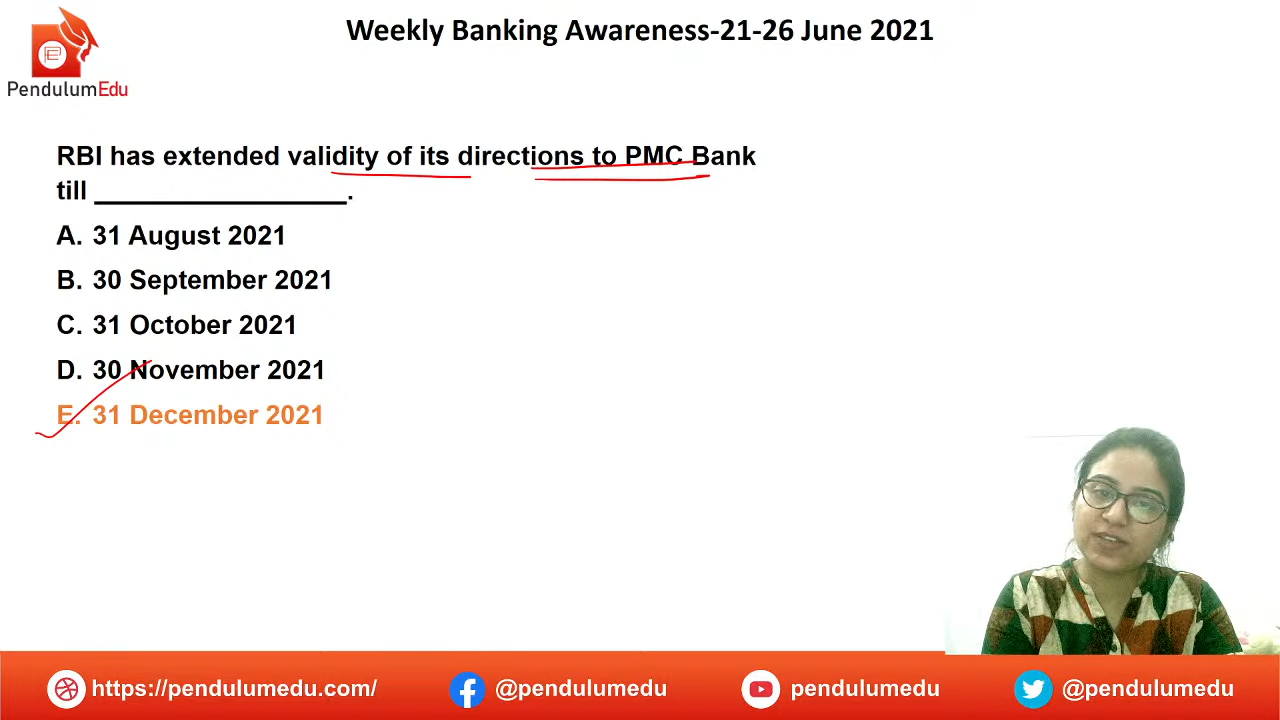 Weekly Banking Awareness-21-26 June 2021
PendulumEdu
RBI has extended validity of its directions to PMC Bank
till _________________.
A. 31 August 2021
B. 30 September 2021
C. 31 October 2021
D. 30 November 2021
E. 31 December 2021
https://pendulumedu.com/ @pendulumedu pendulumedu @pendulumedu